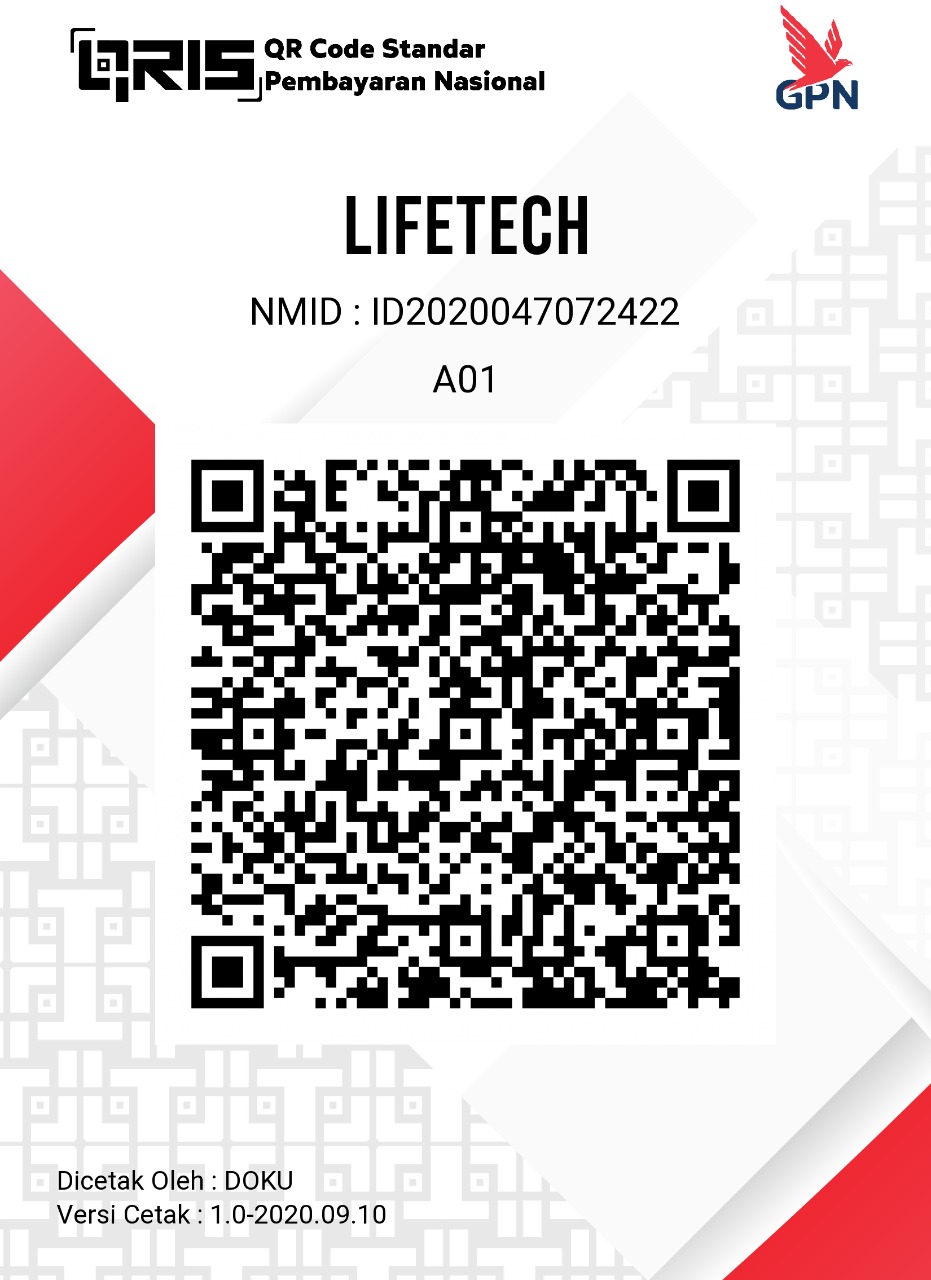 QRIS
QR Code Standar
Pembayaran Nasional
GPN
LIFETECH
NMID : ID2020047072422
A01
Dicetak Oleh : DOKU
Versi Cetak : 1.0-2020.09.10